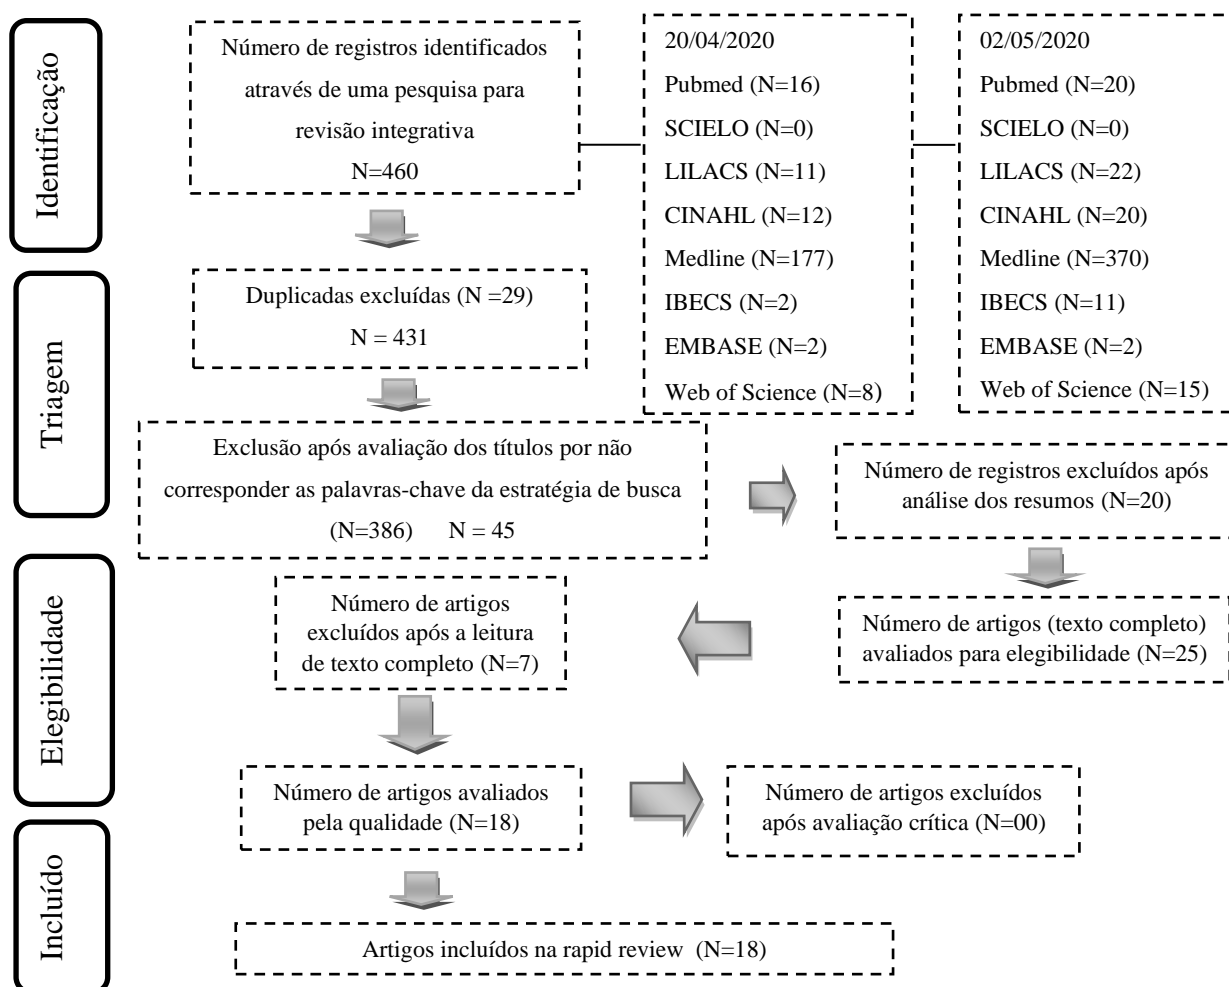 Identificação
Número de registros identificados
através de uma pesquisa para
revisão integrativa
N=460
20/04/2020
Pubmed (N=16)
SCIELO (N=0)
LILACS (N=11)
CINAHL (N=12)
Medline (N=177)
IBECS (N=2)
EMBASE (N=2)
Web of Science (N=8)
02/05/2020
Pubmed (N=20)
SCIELO (N=0)
LILACS (N=22)
CINAHL (N=20)
Medline (N=370)
IBECS (N=11)
EMBASE (N=2)
Web of Science (N=15)
Triagem
Duplicadas excluídas (N =29)
N = 431
Exclusão após avaliação dos títulos por não
corresponder as palavras-chave da estratégia de busca
(N=386) N = 45
Número de registros excluídos após
análise dos resumos (N=20)
Elegibilidade
Número de artigos (texto completo)
avaliados para elegibilidade (N=25)
Número de artigos
excluídos após a leitura
de texto completo (N=7)
Número de artigos avaliados
pela qualidade (N=18)
Número de artigos excluídos
após avaliação crítica (N=00)
Incluído
Artigos incluídos na rapid review (N=18)